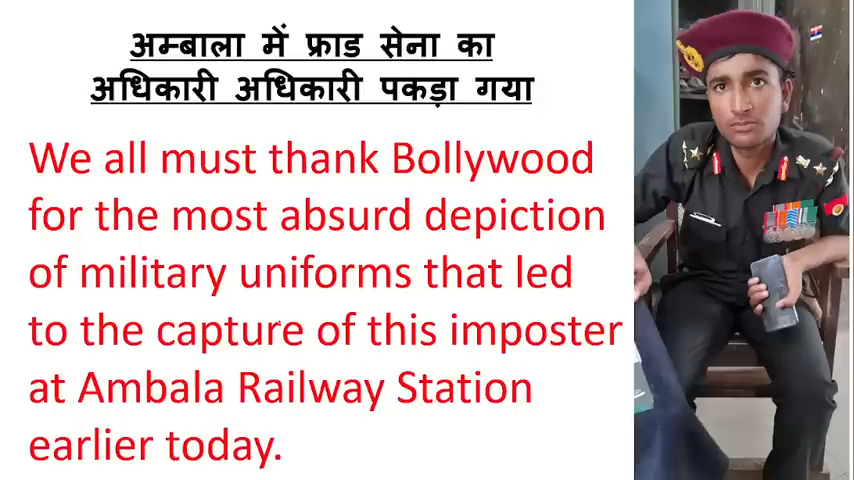 अम्बाला में फ्राड सेना का
अधिकारी अधिकारी पकड़ा गया
We all must thank Bollywood
for the most absurd depiction
of military uniforms that led
to the capture of this imposter
at Ambala Railway Station
earlier today.